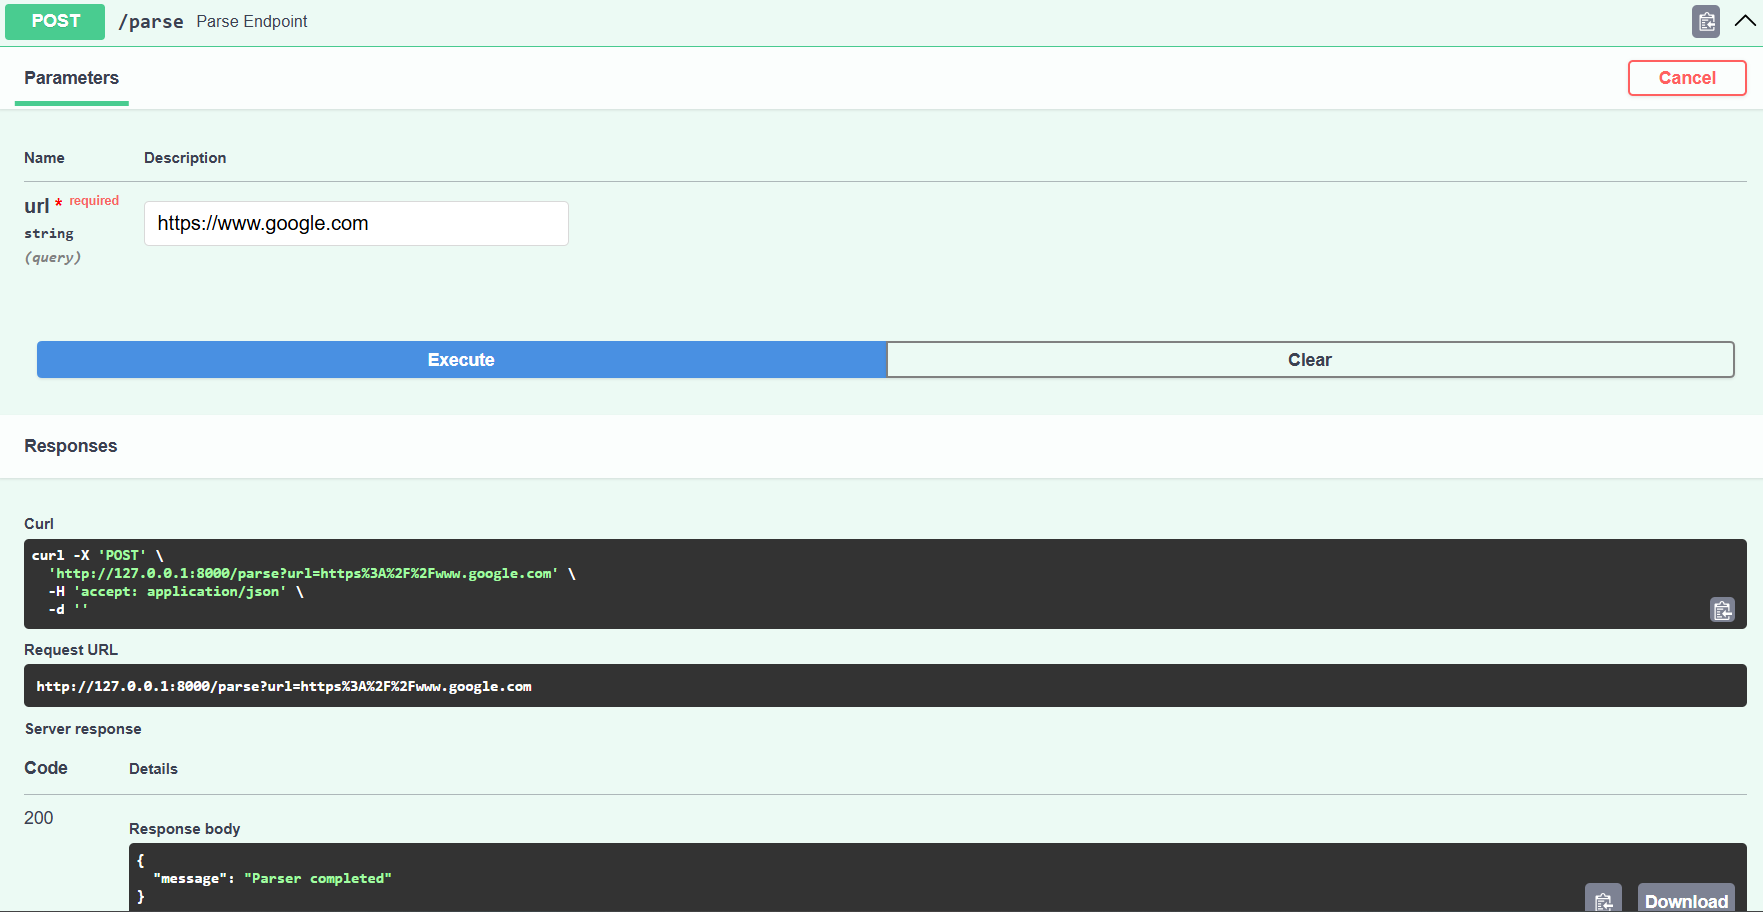 POST /parse Parse Endpoint
Parameters
Cancel
Name Description
url * required
string
(query)
https://www.google.com
Execute Clear
Responses
Curl
curl -X 'POST' \
  'http://127.0.0.1:8000/parse?url=https%3A%2F%2Fwww.google.com' \
  -H 'accept: application/json' \
  -d ''
Request URL
http://127.0.0.1:8000/parse?url=https%3A%2F%2Fwww.google.com
Server response
Code Details
200
Response body
{
  "message": "Parser completed"
}
Download